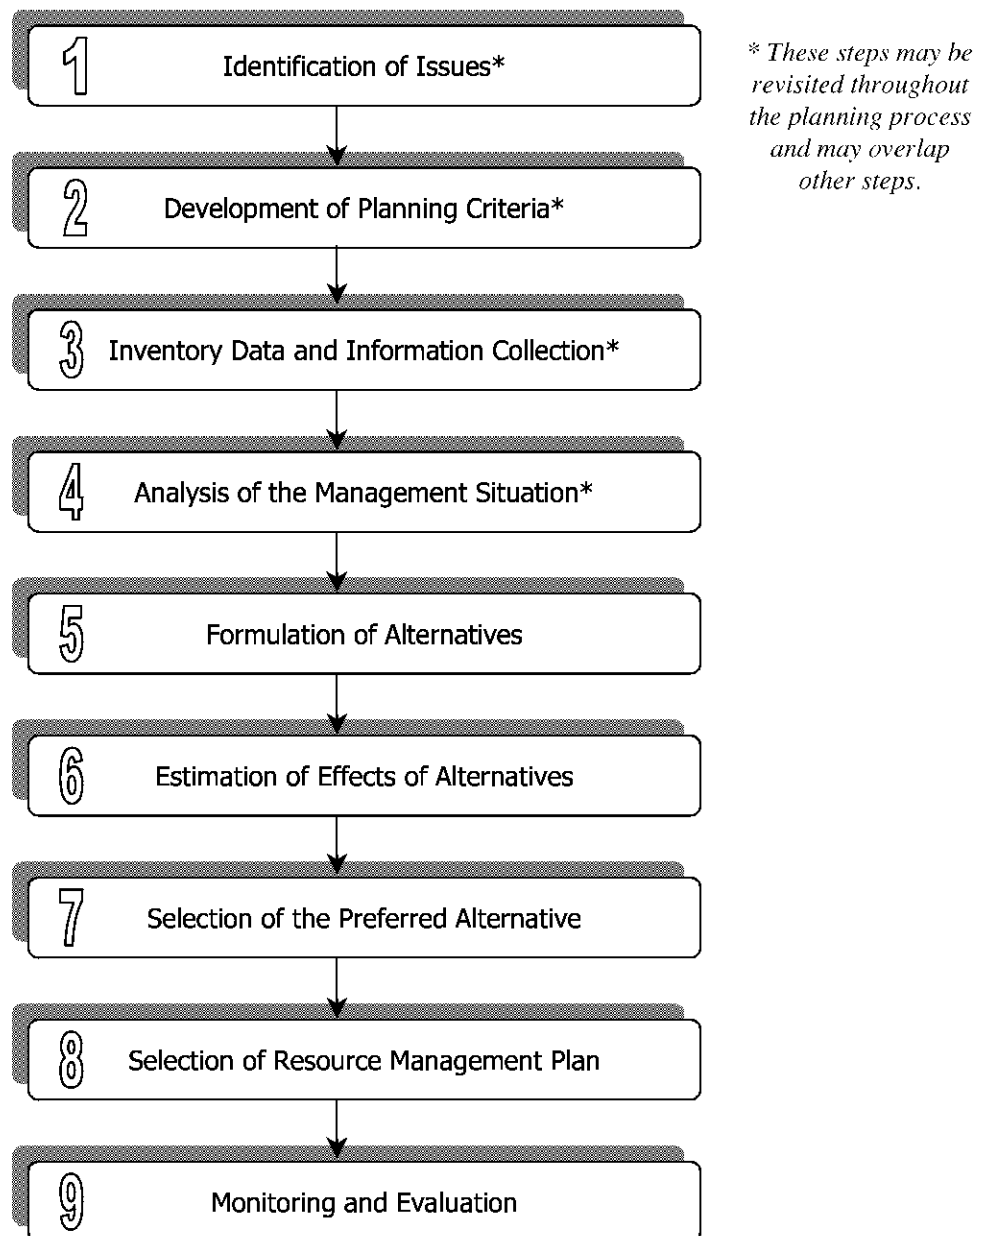 1 Identification of Issues*
* These steps may be
revisited throughout
the planning process
and may overlap
other steps.
2 Development of Planning Criteria*
3 Inventory Data and Information Collection*
4 Analysis of the Management Situation*
5 Formulation of Alternatives
6 Estimation of Effects of Alternatives
7 Selection of the Preferred Alternative
8 Selection of Resource Management Plan
9 Monitoring and Evaluation